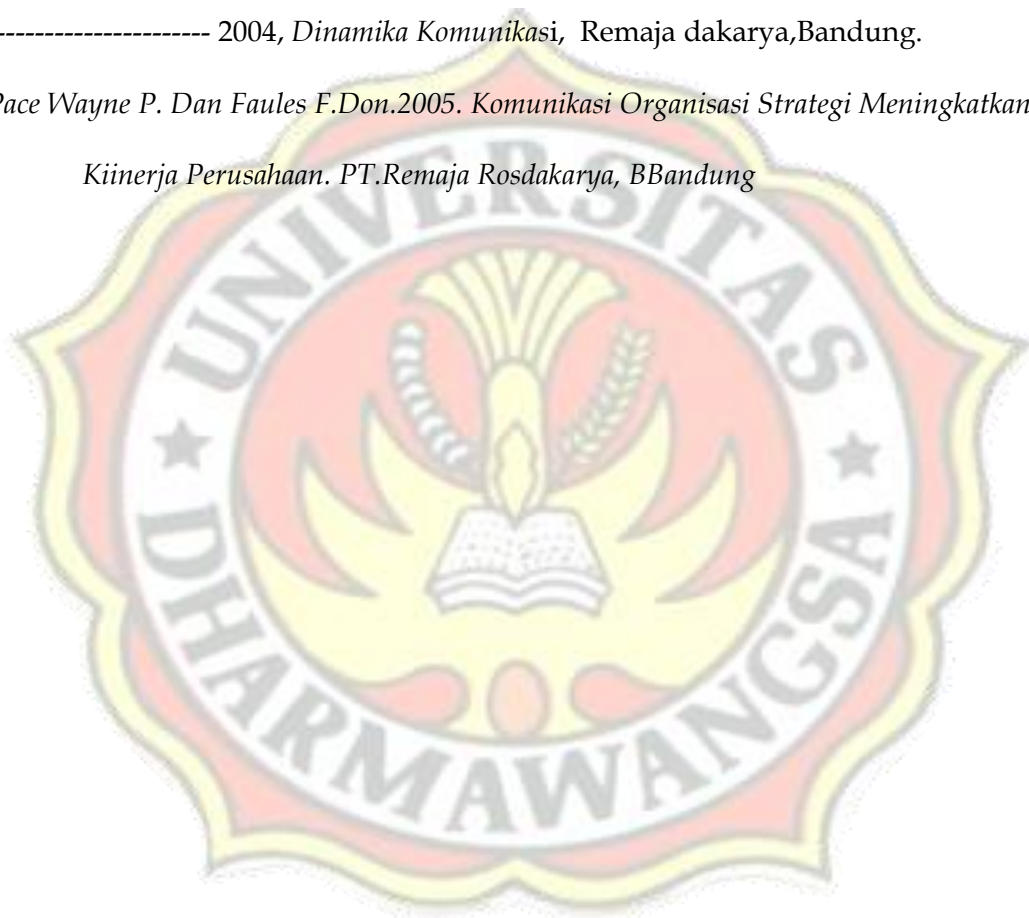 ---------------------- 2004, Dinamika Komunikasi, Remaja dakarya,Bandung.
Pace Wayne P. Dan Faules F.Don.2005. Komunikasi Organisasi Strategi Meningkatkan
Kiinerja Perusahaan. PT.Remaja Rosdakarya, BBandung
UNIVERSITAS
DHARMAWANGSA